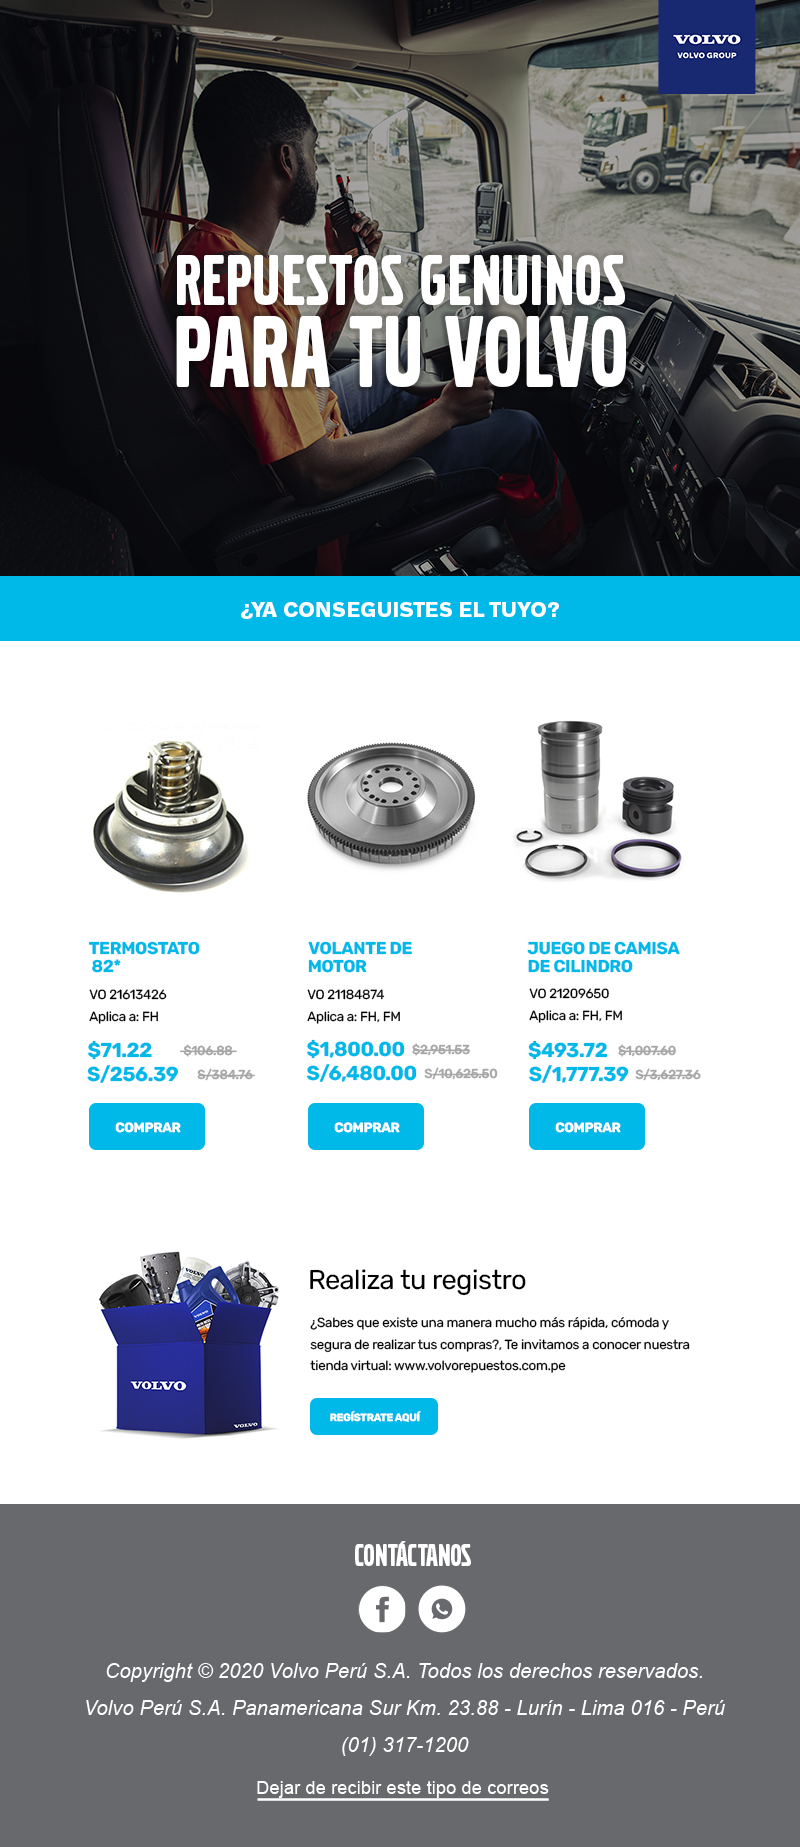 VOLVO
VOLVO GROUP
REPUESTOS GENUINOS
PARA TU VOLVO
¿YA CONSEGUISTES EL TUYO?
TERMOSTATO
82*
VO 21613426
Aplica a: FH
$71.22 $106.88
S/256.39 S/384.76
COMPRAR
VOLANTE DE
MOTOR
VO 21184874
Aplica a: FH, FM
$1,800.00 $2,951.53
S/6,480.00 S/10,625.50
COMPRAR
JUEGO DE CAMISA
DE CILINDRO
VO 21209650
Aplica a: FH, FM
$493.72 $1,007.60
S/1,777.39 S/3,627.36
COMPRAR
VOLVO
VOLVO
VOLVO
Realiza tu registro
¿Sabes que existe una manera mucho más rápida, cómoda y
segura de realizar tus compras?, Te invitamos a conocer nuestra
tienda virtual: www.volvorepuestos.com.pe
REGÍSTRATE AQUÍ
CONTÁCTANOS
Copyright © 2020 Volvo Perú S.A. Todos los derechos reservados.
Volvo Perú S.A. Panamericana Sur Km. 23.88 - Lurín - Lima 016 - Perú
(01) 317-1200
Dejar de recibir este tipo de correos